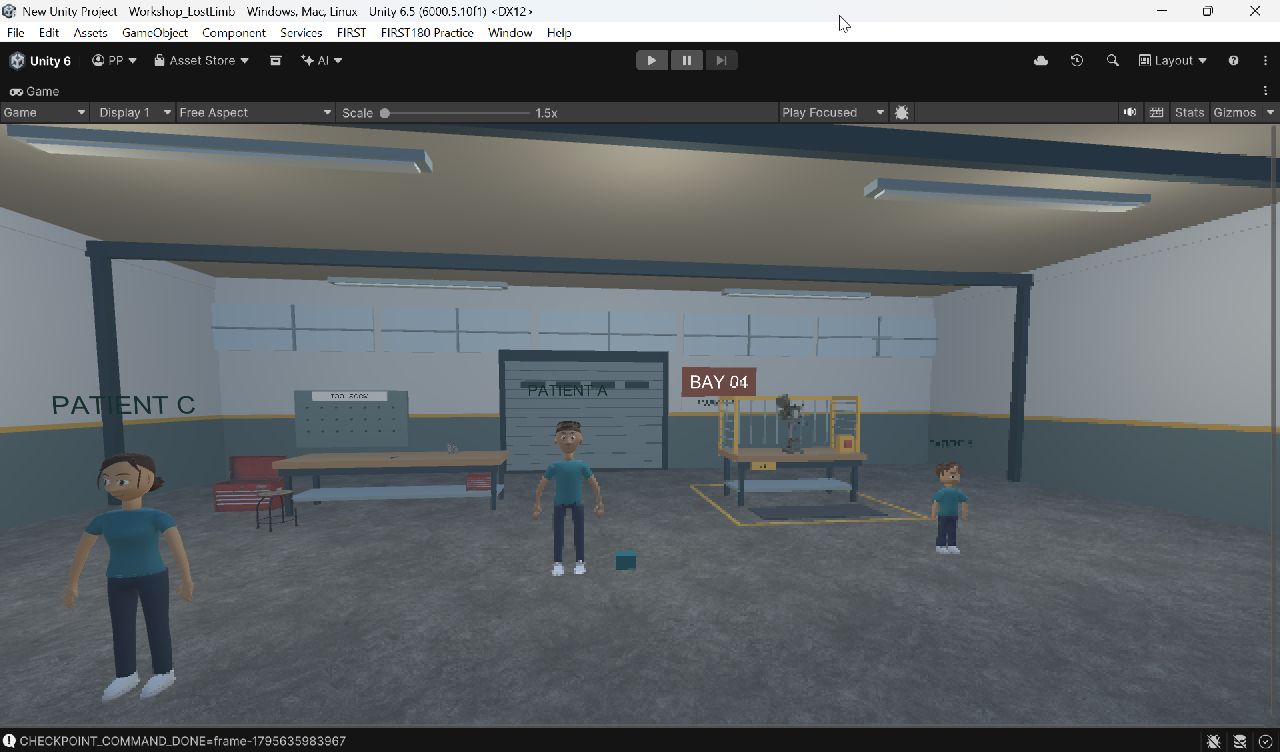 New Unity Project - Workshop_LostLimb - Windows, Mac, Linux - Unity 6.5 (6000.5.10f1) <DX12>
File Edit Assets GameObject Component Services FIRST FIRST180 Practice Window Help
Unity 6 PP Asset Store AI Layout
Game
Game Display 1 Free Aspect Scale 1.5x Play Focused Stats Gizmos
BAY 04
PATIENT A
PATIENT C
CHECKPOINT_COMMAND_DONE=frame-1795635983967